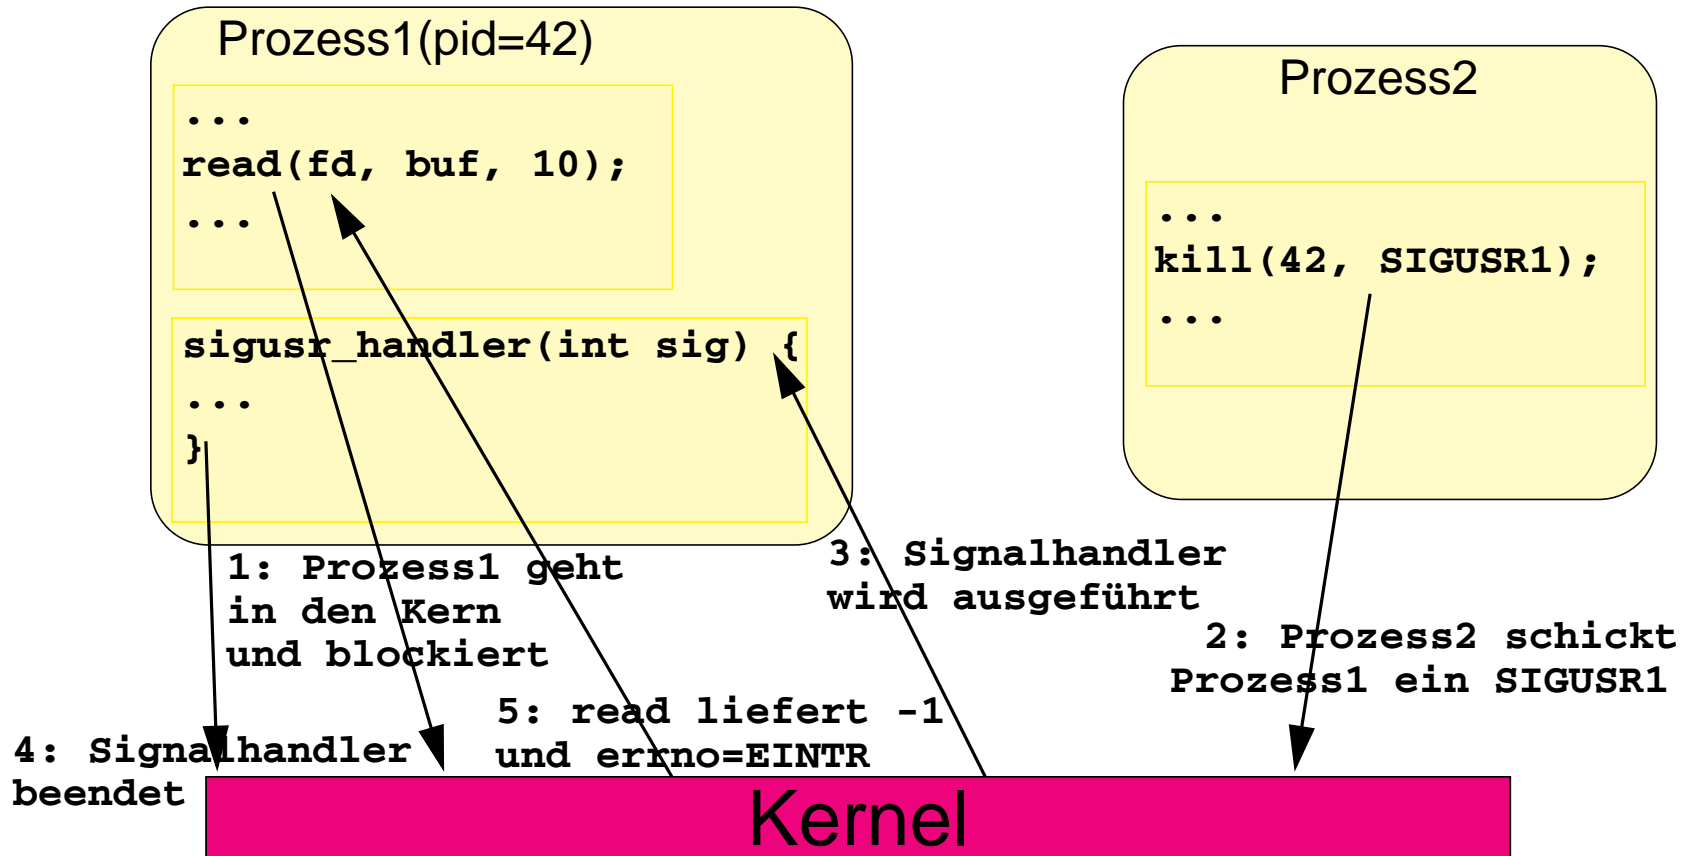 Prozess1(pid=42)
...
read(fd, buf, 10);
...
sigusr_handler(int sig) {
...
}
Prozess2
...
kill(42, SIGUSR1);
...
1: Prozess1 geht
in den Kern
und blockiert
3: Signalhandler
wird ausgeführt
2: Prozess2 schickt
Prozess1 ein SIGUSR1
5: read liefert -1
und errno=EINTR
4: Signalhandler
beendet
Kernel